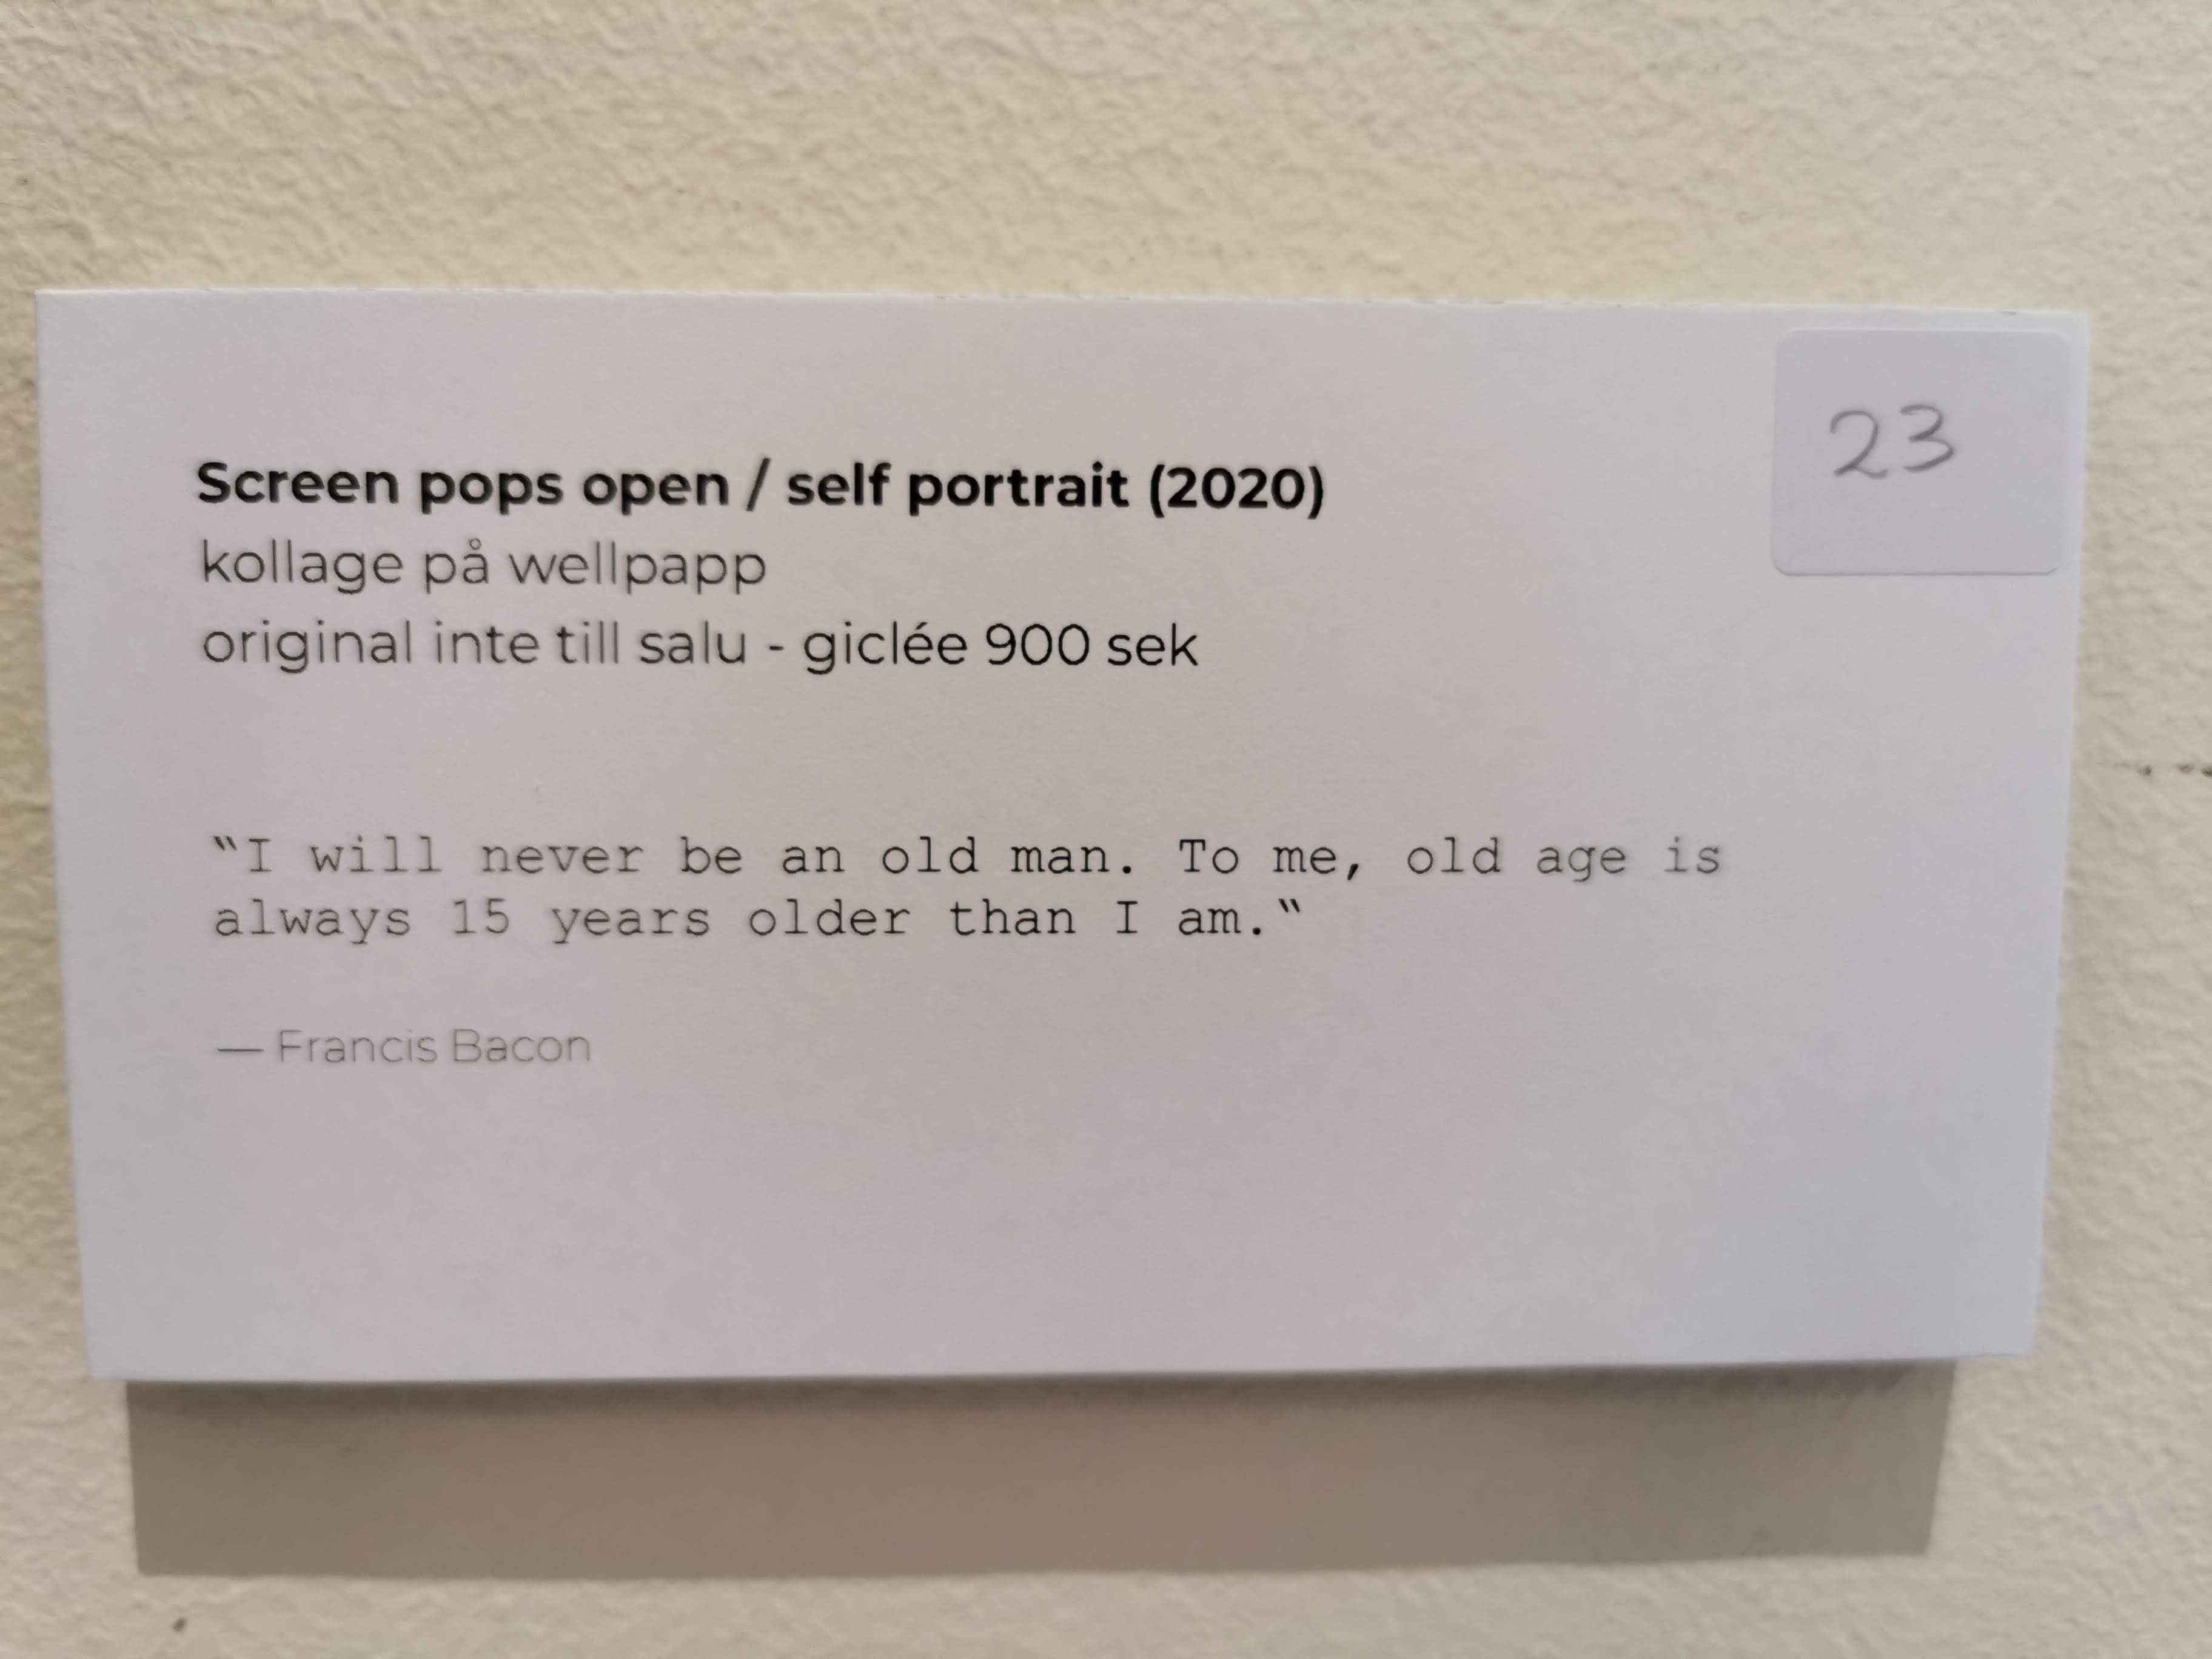 23
Screen pops open / self portrait (2020)
kollage på wellpapp
original inte till salu - giclée 900 sek
“I will never be an old man. To me, old age is
always 15 years older than I am.“
— Francis Bacon